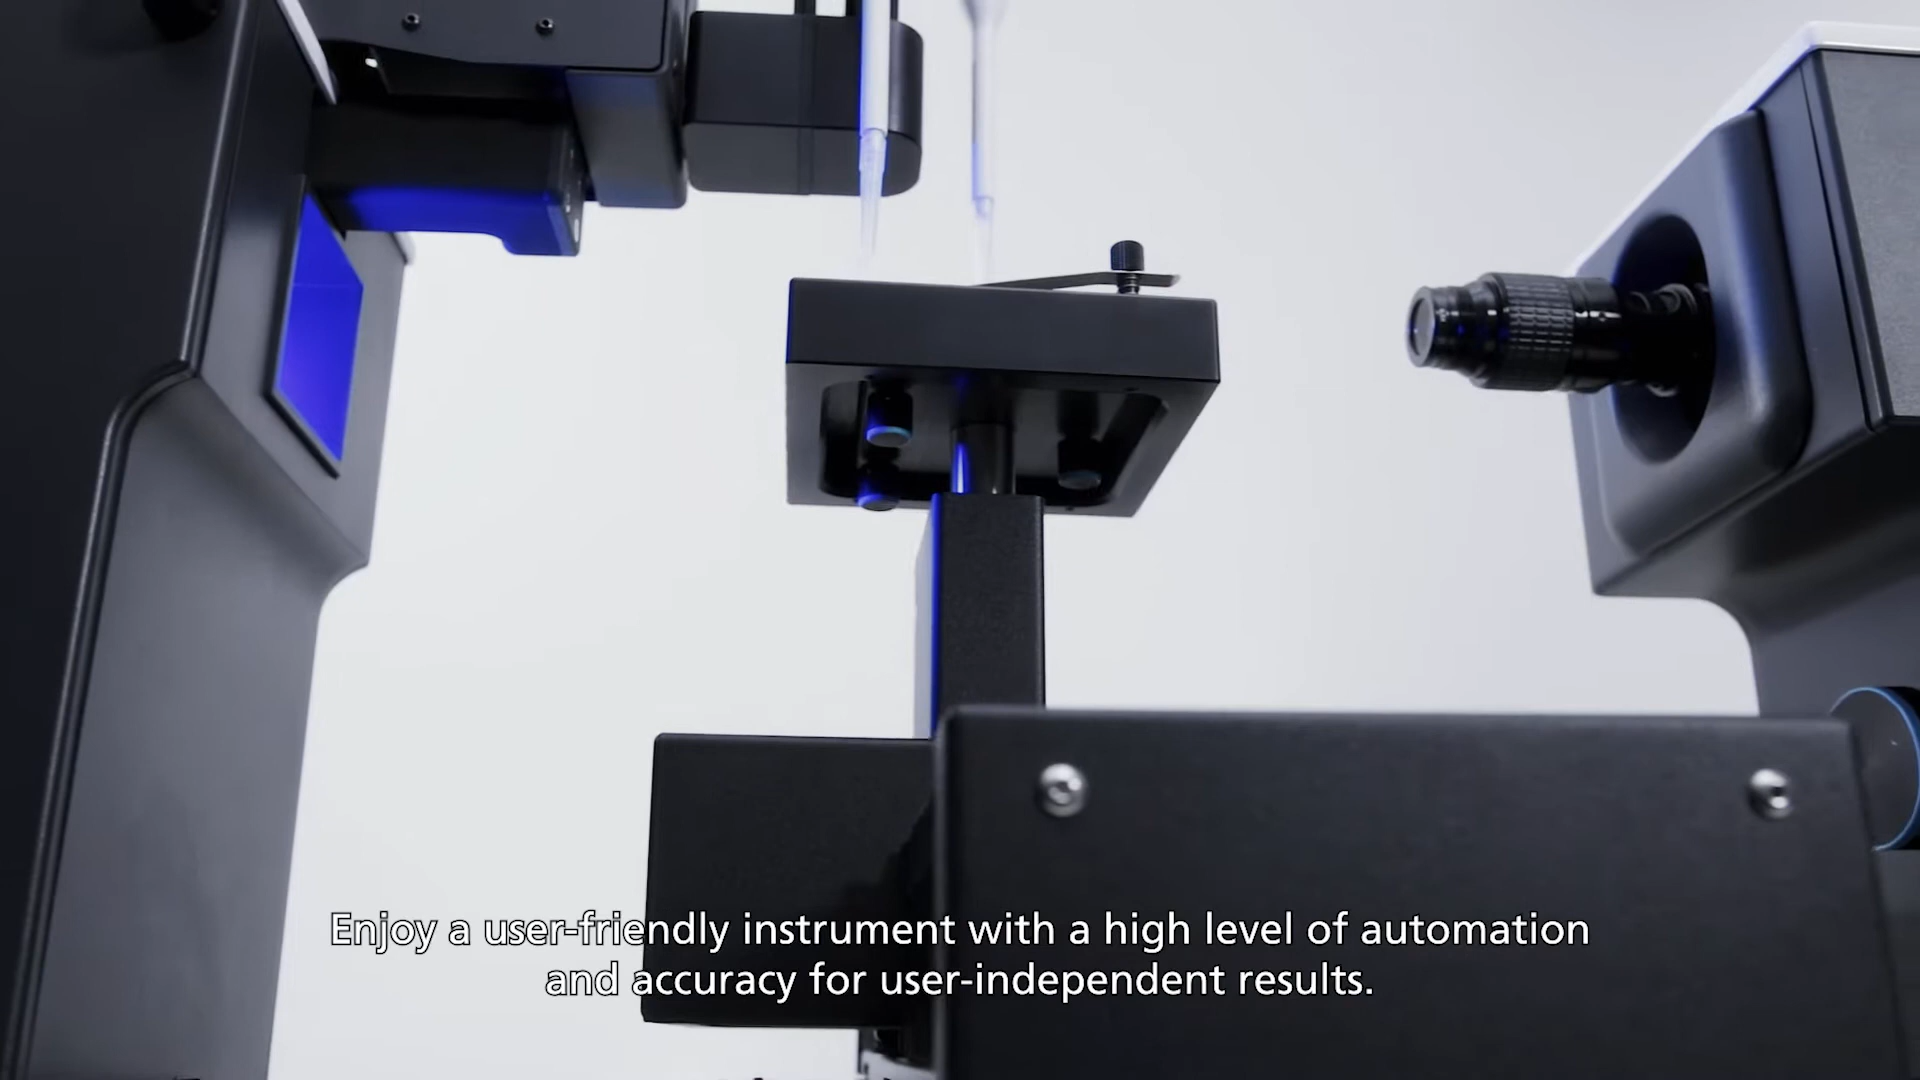 Enjoy a user-friendly instrument with a high level of automation
and accuracy for user-independent results.